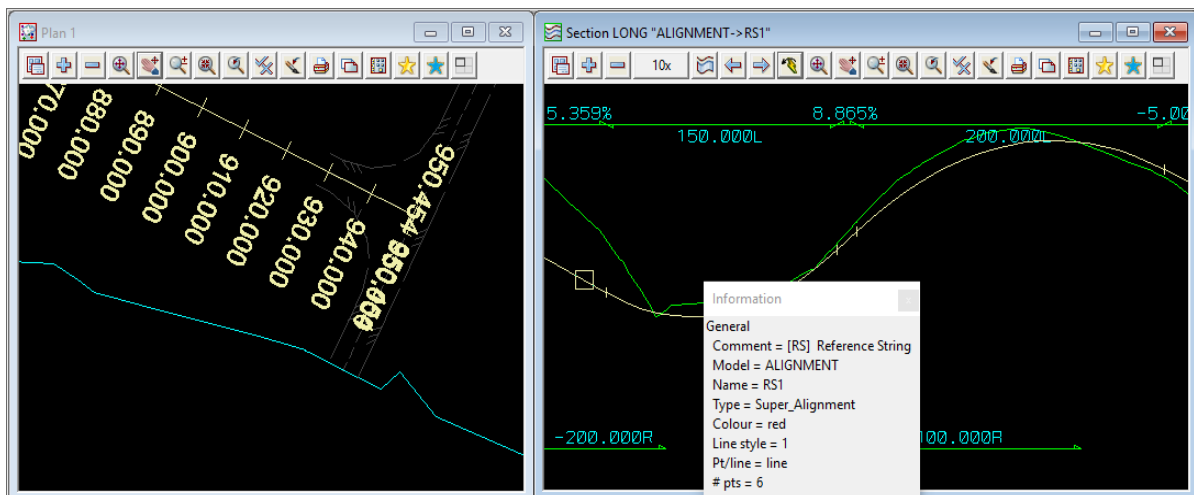 Plan 1
870.000
880.000
890.000
900.000
910.000
920.000
930.000
940.000
950.454
Section LONG "ALIGNMENT->RS1"
10x
5.359%
8.865%
-5.00
150.000L
200.000L
-200.000R
100.000R
Information
General
Comment = [RS] Reference String
Model = ALIGNMENT
Name = RS1
Type = Super_Alignment
Colour = red
Line style = 1
Pt/line = line
# pts = 6